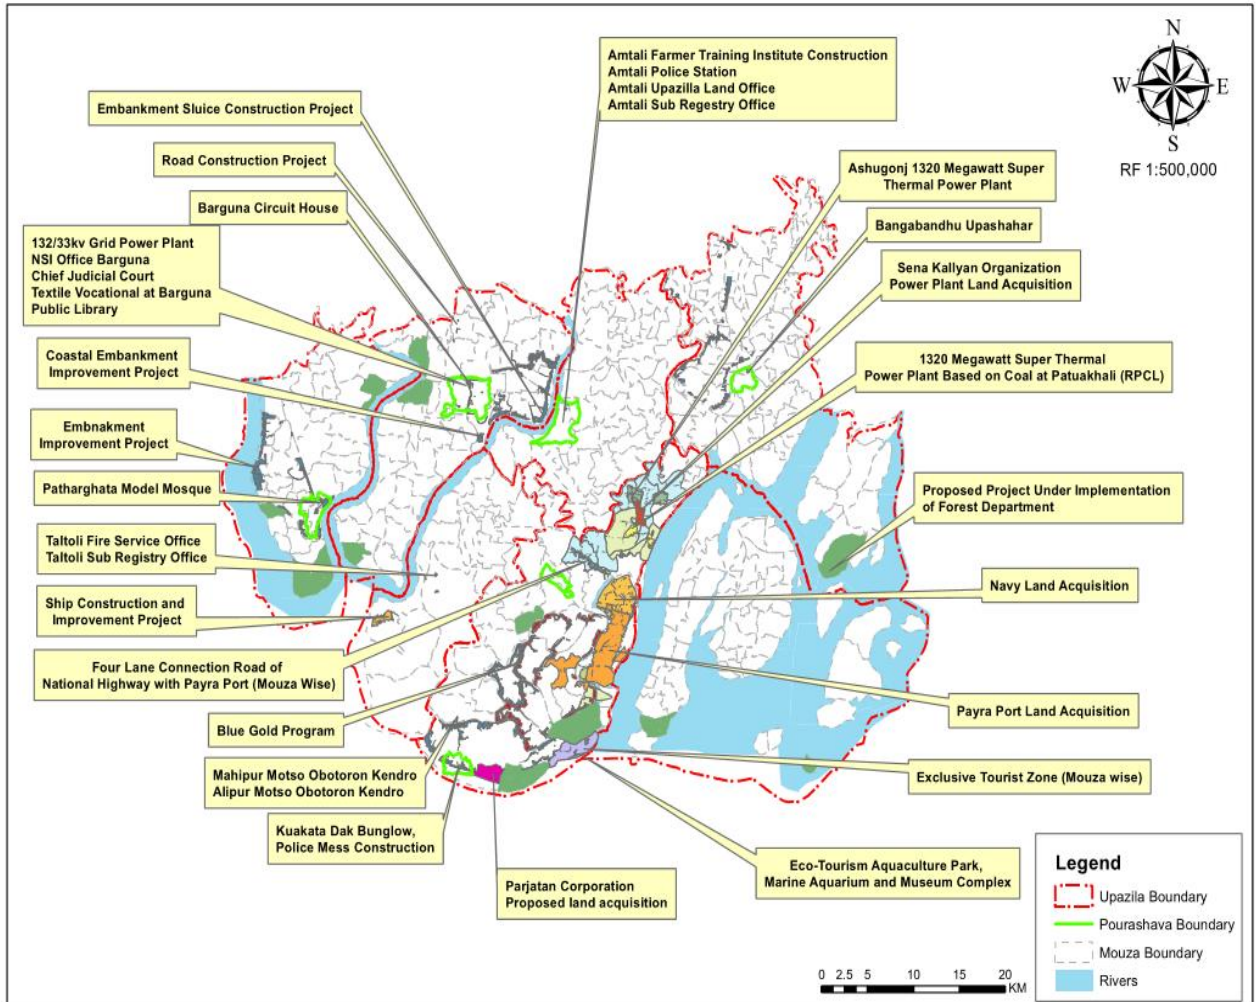 Amtali Farmer Training Institute Construction
Amtali Police Station
Amtali Upazilla Land Office
Amtali Sub Regestry Office
N
W
E
S
RF 1:500,000
Embankment Sluice Construction Project
Road Construction Project
Barguna Circuit House
132/33kv Grid Power Plant
NSI Office Barguna
Chief Judicial Court
Textile Vocational at Barguna
Public Library
Coastal Embankment
Improvement Project
Embnakment
Improvement Project
Patharghata Model Mosque
Taltoli Fire Service Office
Taltoli Sub Registry Office
Ship Construction and
Improvement Project
Four Lane Connection Road of
National Highway with Payra Port (Mouza Wise)
Blue Gold Program
Mahipur Motso Obotoron Kendro
Alipur Motso Obotoron Kendro
Kuakata Dak Bunglow,
Police Mess Construction
Parjatan Corporation
Proposed land acquisition
Ashugonj 1320 Megawatt Super
Thermal Power Plant
Bangabandhu Upashahar
Sena Kallyan Organization
Power Plant Land Acquisition
1320 Megawatt Super Thermal
Power Plant Based on Coal at Patuakhali (RPCL)
Proposed Project Under Implementation
of Forest Department
Navy Land Acquisition
Payra Port Land Acquisition
Exclusive Tourist Zone (Mouza wise)
Eco-Tourism Aquaculture Park,
Marine Aquarium and Museum Complex
Legend
Upazila Boundary
Pourashava Boundary
Mouza Boundary
Rivers
0 2.5 5 10 15 20
KM